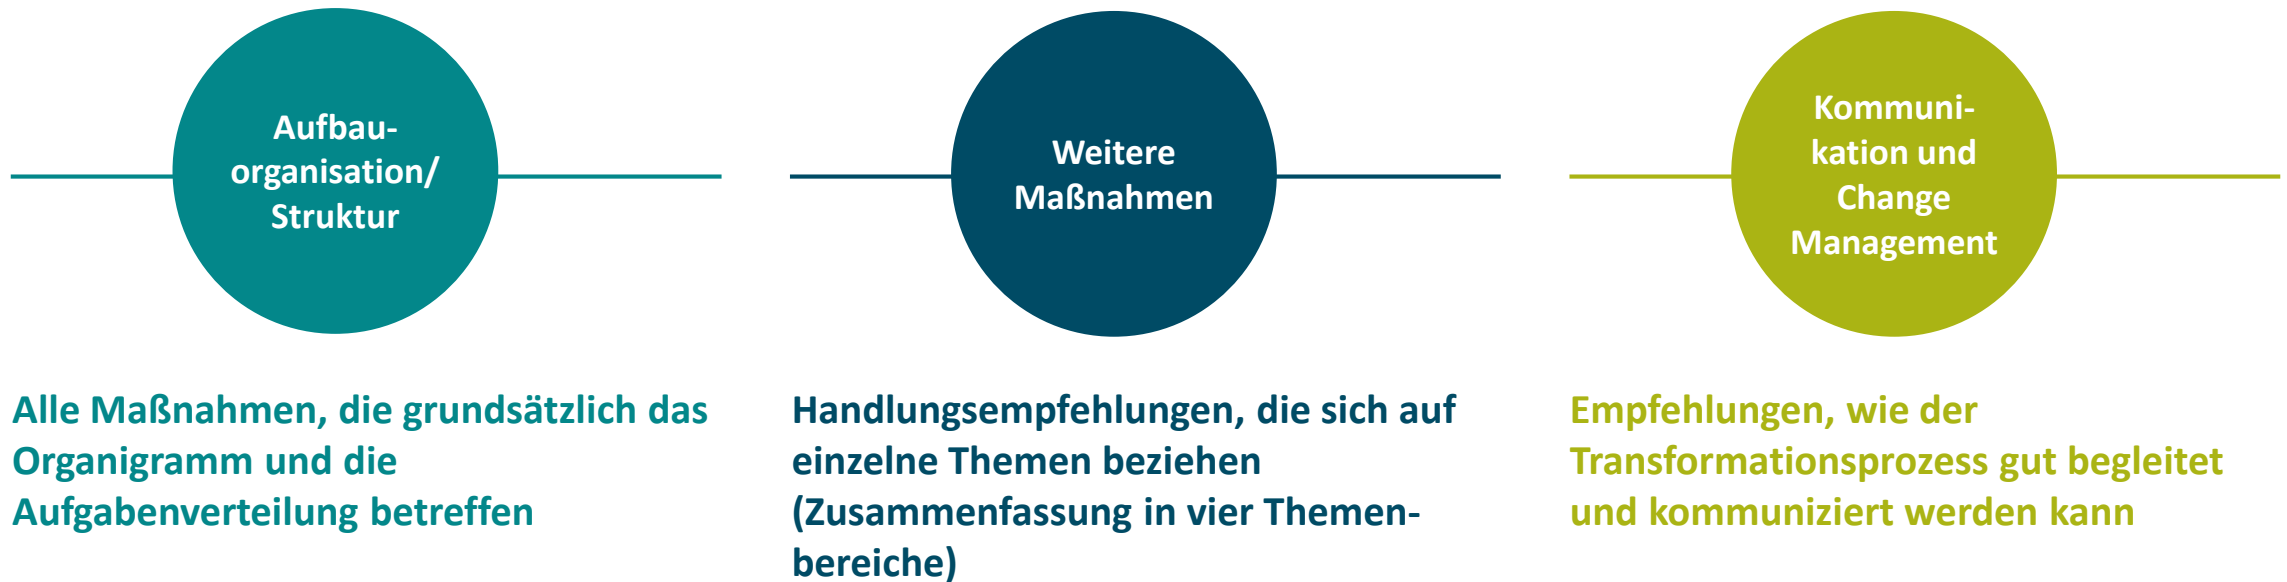 Aufbau-
organisation/
Struktur
Alle Maßnahmen, die grundsätzlich das
Organigramm und die
Aufgabenverteilung betreffen
Weitere
Maßnahmen
Handlungsempfehlungen, die sich auf
einzelne Themen beziehen
(Zusammenfassung in vier Themen-
bereiche)
Kommuni-
kation und
Change
Management
Empfehlungen, wie der
Transformationsprozess gut begleitet
und kommuniziert werden kann